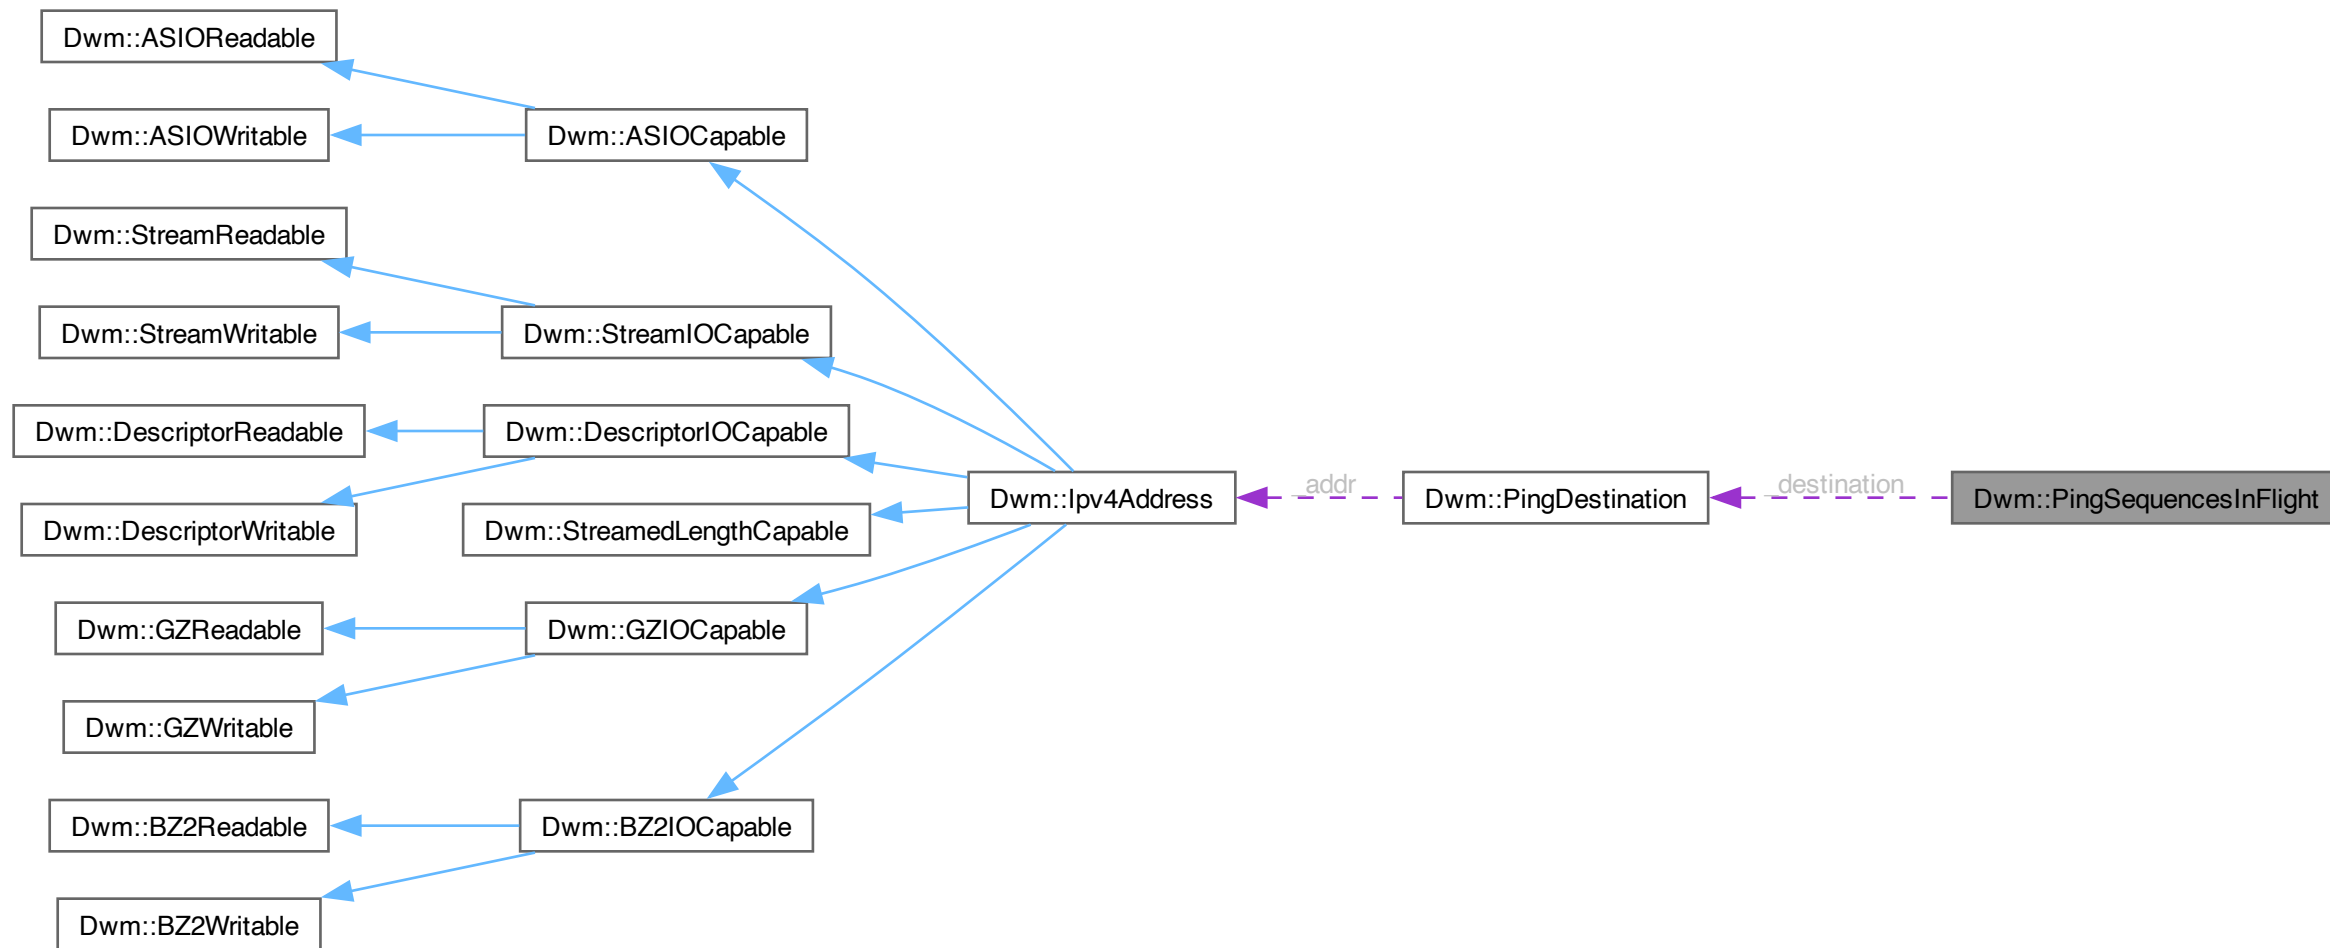 Dwm::ASIOReadable
Dwm::ASIOWritable
Dwm::ASIOCapable
Dwm::StreamReadable
Dwm::StreamWritable
Dwm::StreamIOCapable
Dwm::DescriptorReadable
Dwm::DescriptorIOCapable
Dwm::DescriptorWritable
Dwm::StreamedLengthCapable
Dwm::Ipv4Address
_addr
Dwm::PingDestination
_destination
Dwm::PingSequencesInFlight
Dwm::GZReadable
Dwm::GZIOCapable
Dwm::GZWritable
Dwm::BZ2Readable
Dwm::BZ2IOCapable
Dwm::BZ2Writable